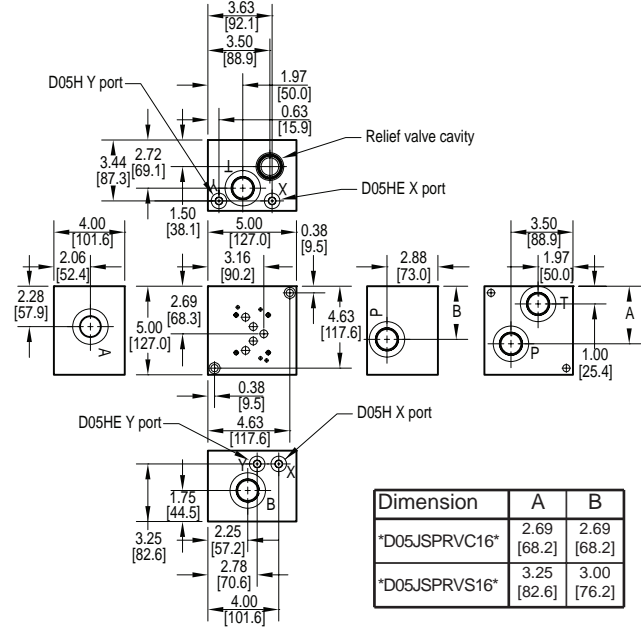 3.63
[92.1]
3.50
[88.9]
1.97
[50.0]
D05H Y port
0.63
[15.9]
Relief valve cavity
3.44
[87.3]
2.72
[69.1]
T
Y
X
D05HE X port
1.50
[38.1]
4.00
[101.6]
5.00
[127.0]
0.38
[9.5]
3.50
[88.9]
2.06
[52.4]
3.16
[90.2]
2.88
[73.0]
1.97
[50.0]
2.28
[57.9]
A
5.00
[127.0]
2.69
[68.3]
4.63
[117.6]
P
B
T
P
A
1.00
[25.4]
0.38
[9.5]
D05HE Y port
4.63
[117.6]
D05H X port
Y
X
B
1.75
[44.5]
3.25
[82.6]
2.25
[57.2]
2.78
[70.6]
4.00
[101.6]
Dimension A B
*D05JSPRVC16* 2.69 [68.2] 2.69 [68.2]
*D05JSPRVS16* 3.25 [82.6] 3.00 [76.2]